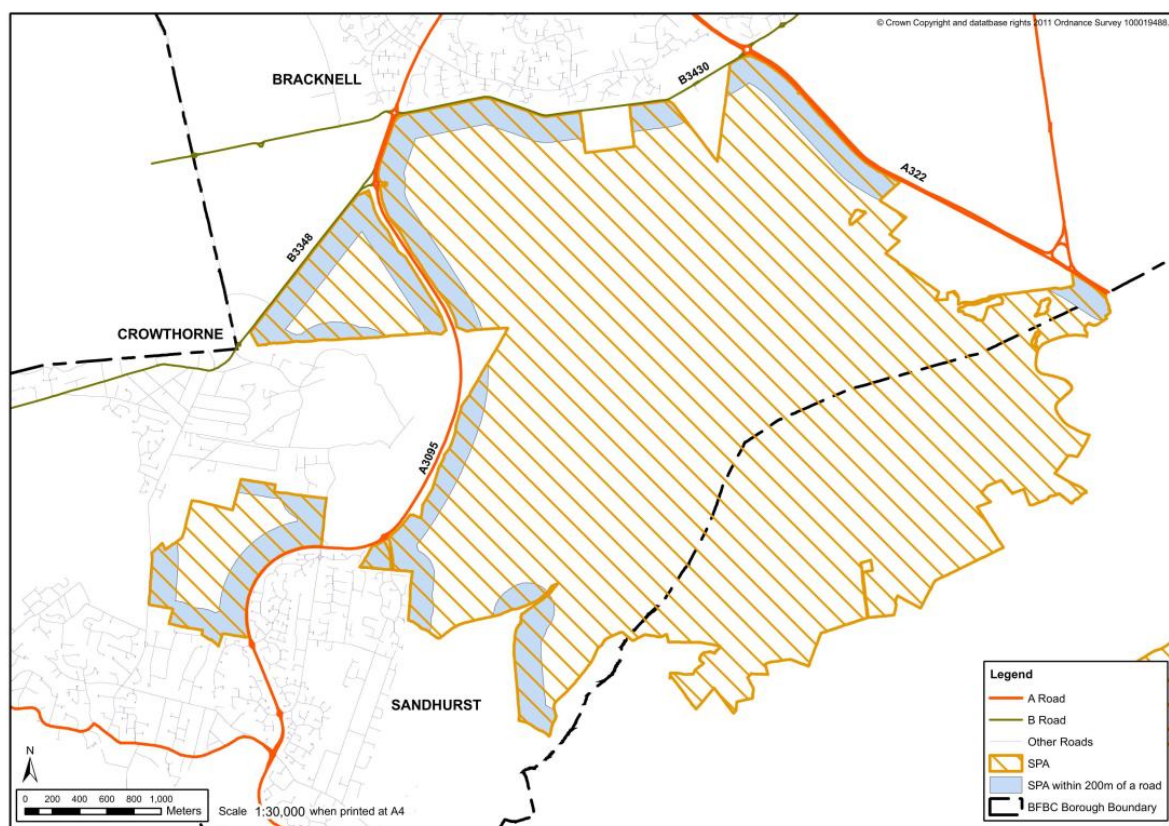 © Crown Copyright and datatbase rights 2011 Ordnance Survey 100019488.
BRACKNELL
B3430
A322
B3348
CROWTHORNE
A3095
SANDHURST
Legend
A Road
B Road
Other Roads
SPA
SPA within 200m of a road
BFBC Borough Boundary
N
0 200 400 600 800 1,000
Meters
Scale 1:30,000 when printed at A4